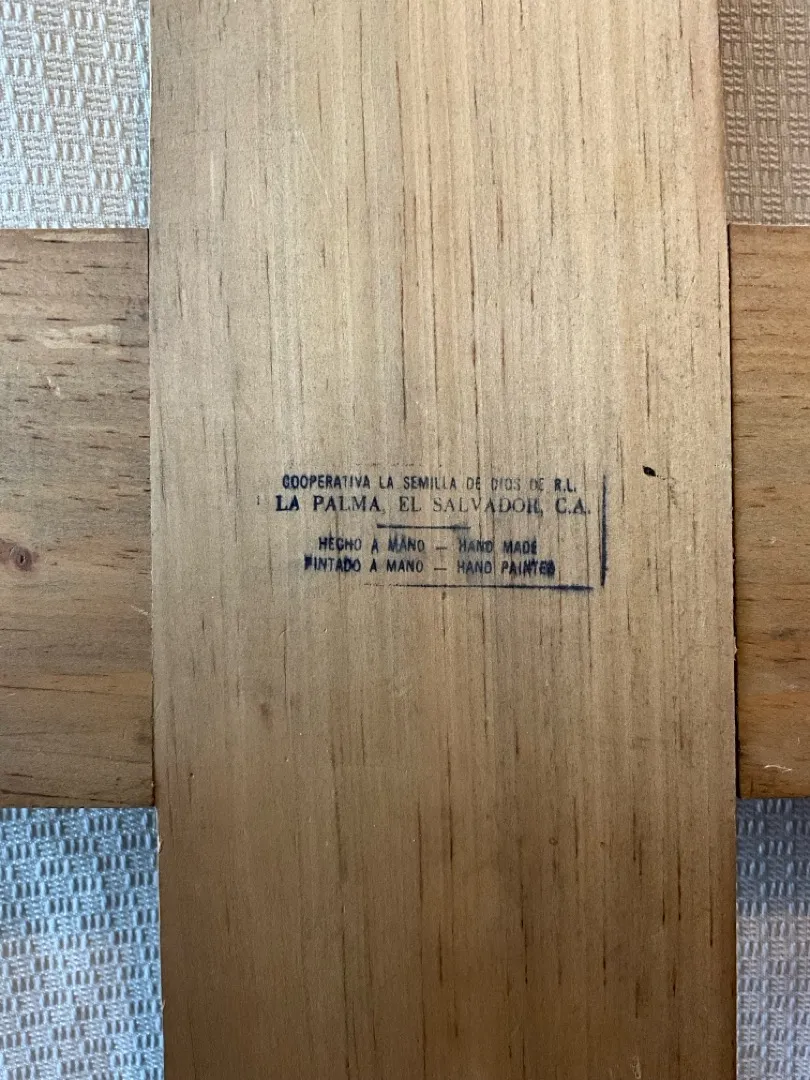 COOPERATIVA LA SEMILLA DE DIOS DE R.L.
LA PALMA, EL SALVADOR, C.A.
HECHO A MANO — HAND MADE
PINTADO A MANO — HAND PAINTED